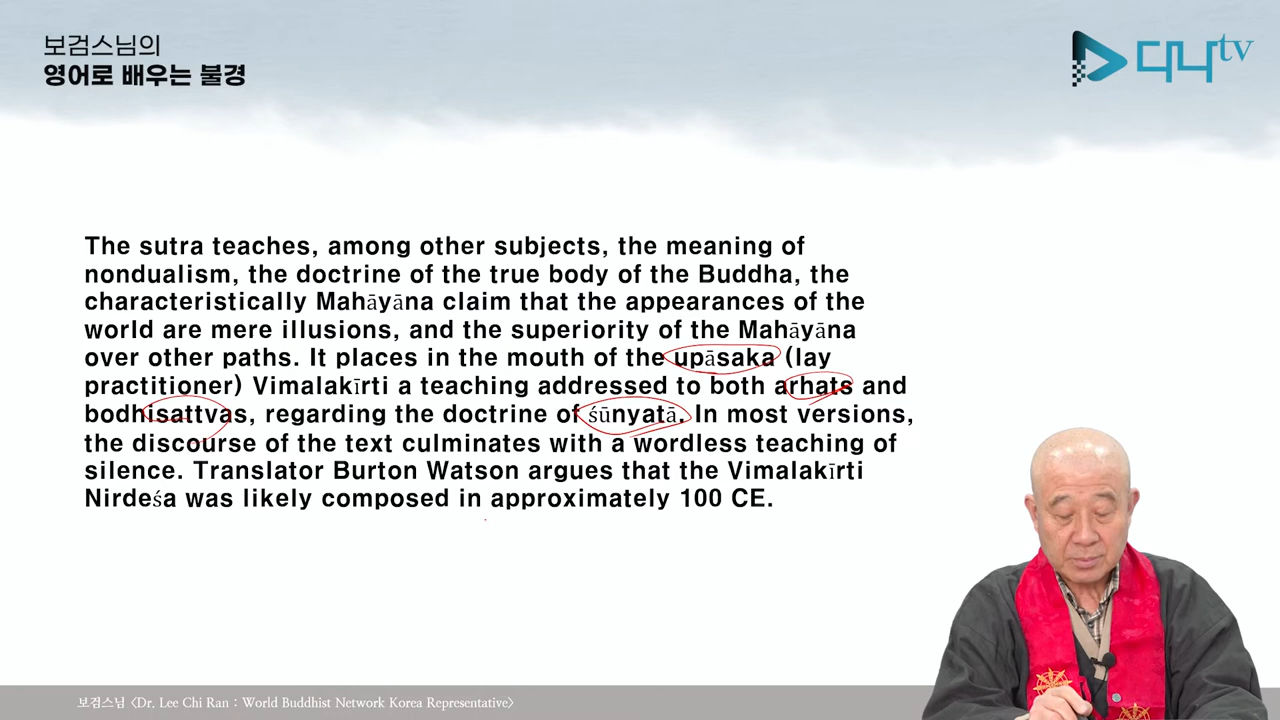 보검스님의
영어로 배우는 불경
다나tv
The sutra teaches, among other subjects, the meaning of
nondualism, the doctrine of the true body of the Buddha, the
characteristically Mahāyāna claim that the appearances of the
world are mere illusions, and the superiority of the Mahāyāna
over other paths. It places in the mouth of the upāsaka (lay
practitioner) Vimalakīrti a teaching addressed to both arhats and
bodhisattvas, regarding the doctrine of śūnyatā. In most versions,
the discourse of the text culminates with a wordless teaching of
silence. Translator Burton Watson argues that the Vimalakīrti
Nirdeśa was likely composed in approximately 100 CE.
보검스님 <Dr. Lee Chi Ran : World Buddhist Network Korea Representative>